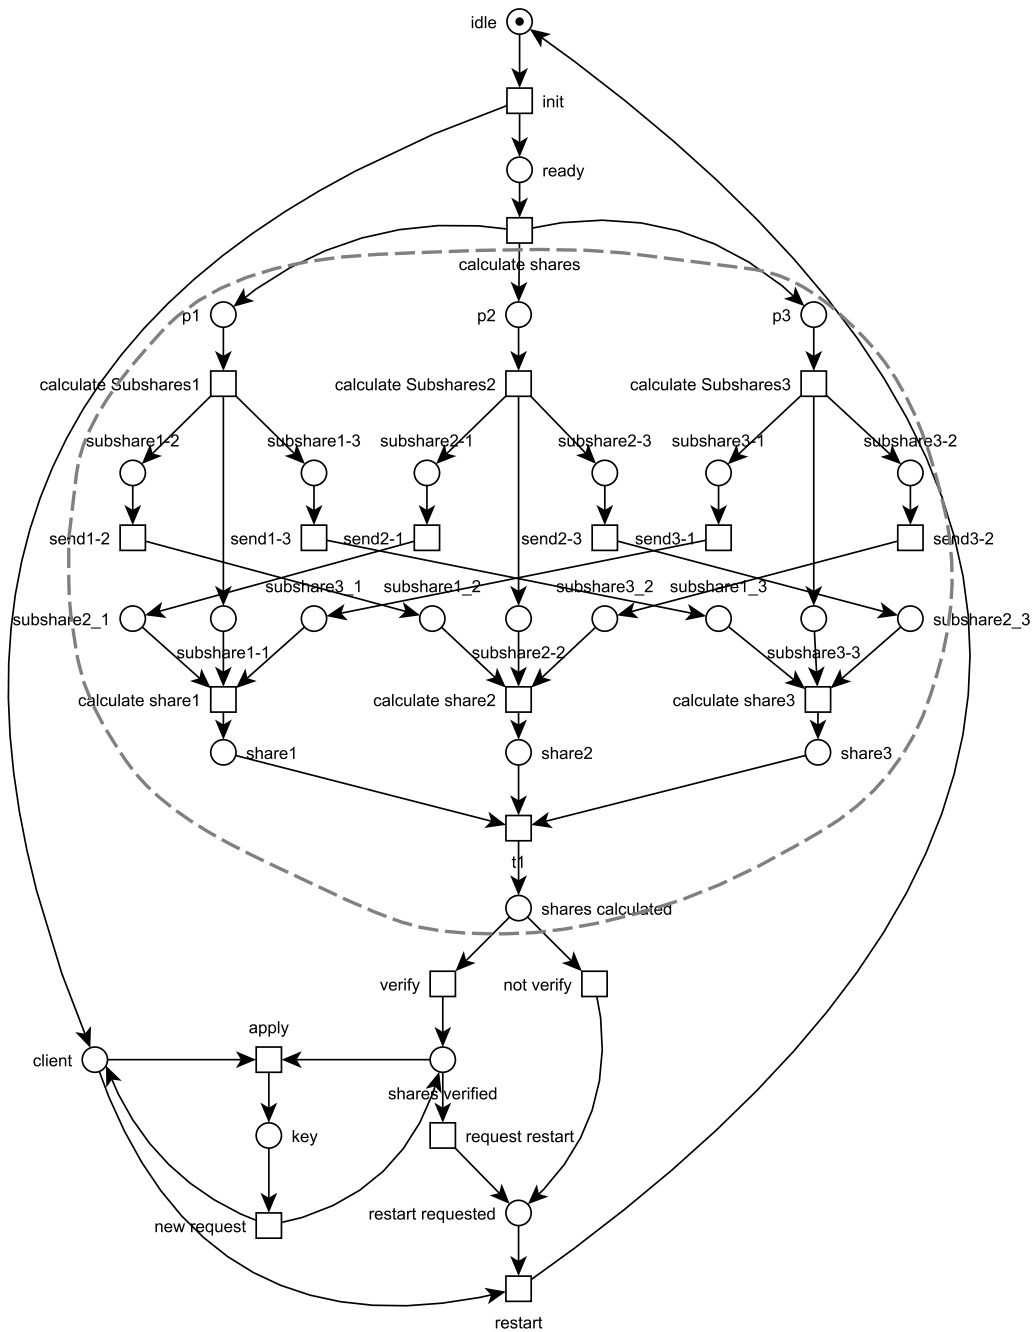 idle
init
ready
calculate shares
p1
p2
p3
calculate Subshares1
calculate Subshares2
calculate Subshares3
subshare1-2
subshare1-3
subshare2-1
subshare2-3
subshare3-1
subshare3-2
send1-2
send1-3
send2-1
send2-3
send3-1
send3-2
subshare3_1
subshare1_2
subshare3_2
subshare1_3
subshare2_1
subshare2_3
subshare1-1
subshare2-2
subshare3-3
calculate share1
calculate share2
calculate share3
share1
share2
share3
t1
shares calculated
verify
not verify
apply
client
shares verified
key
request restart
restart requested
new request
restart